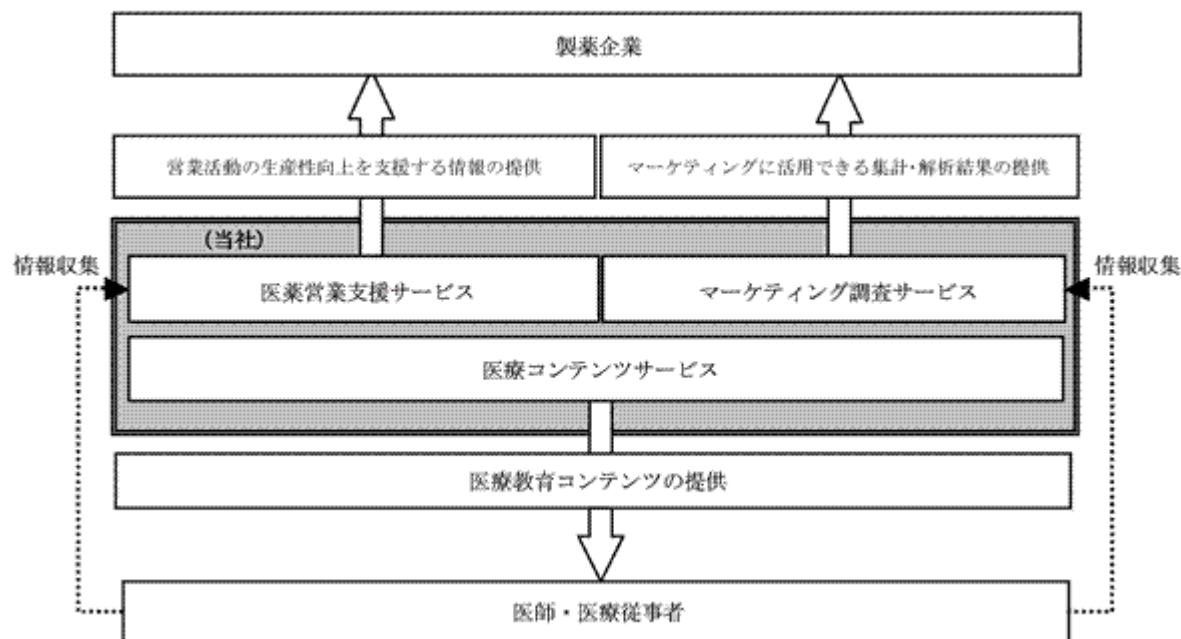 製薬企業
営業活動の生産性向上を支援する情報の提供
マーケティングに活用できる集計・解析結果の提供
(当社)
情報収集
情報収集
医薬営業支援サービス
マーケティング調査サービス
医療コンテンツサービス
医療教育コンテンツの提供
医師・医療従事者